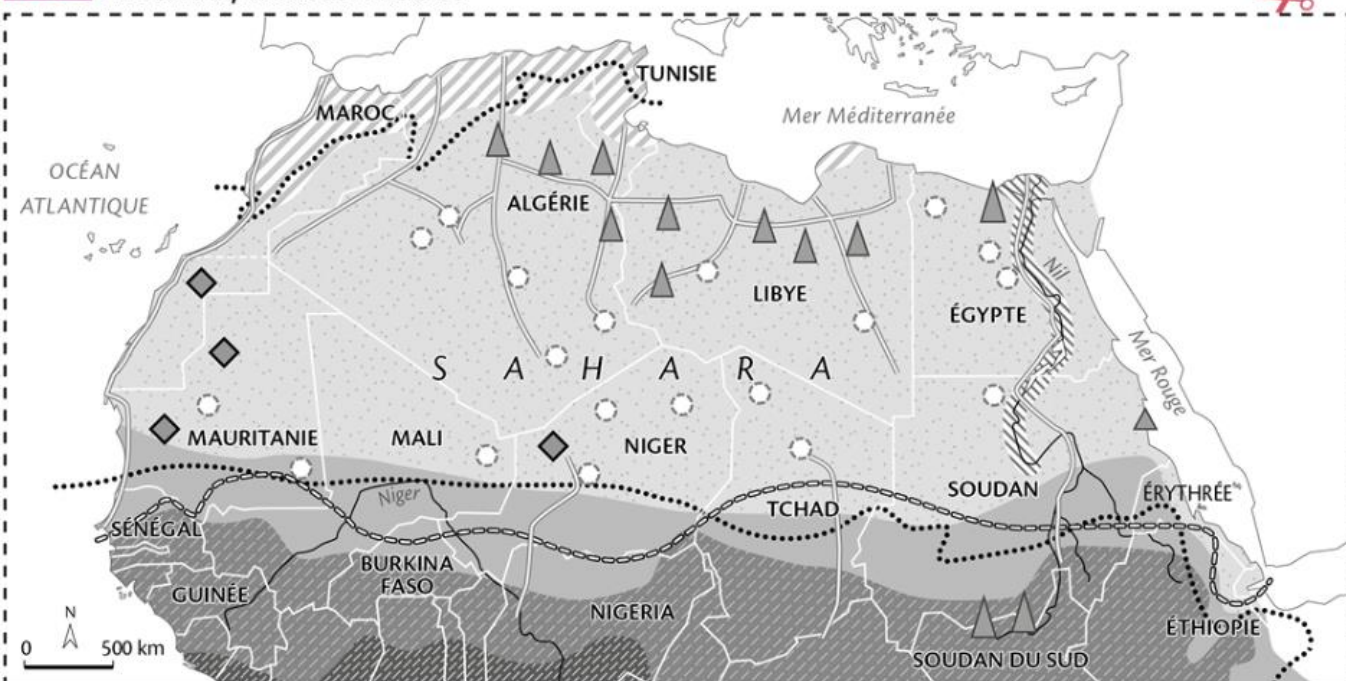 TUNISIE
MAROC
Mer Méditerranée
OCÉAN
ATLANTIQUE
ALGÉRIE
LIBYE
ÉGYPTE
Nil
Mer Rouge
SAHARA
MAURITANIE
MALI
NIGER
SOUDAN
ÉRYTHRÉE
Niger
TCHAD
SÉNÉGAL
BURKINA
FASO
GUINÉE
NIGERIA
ÉTHIOPIE
SOUDAN DU SUD
N
0 500 km